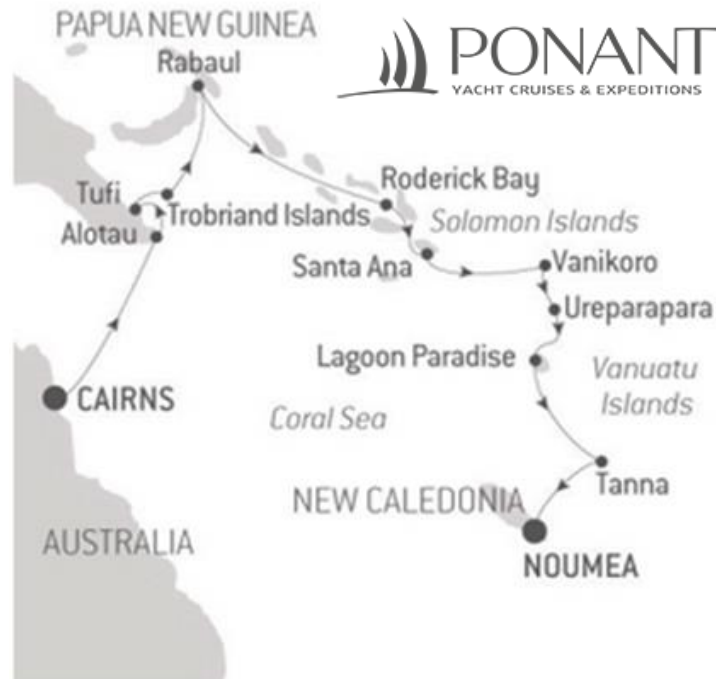 PAPUA NEW GUINEA
PONANT
YACHT CRUISES & EXPEDITIONS
Rabaul
Tufi
Trobriand Islands
Alotau
Roderick Bay
Solomon Islands
Santa Ana
Vanikoro
Ureparapara
Lagoon Paradise
Vanuatu
Islands
CAIRNS
Coral Sea
Tanna
NEW CALEDONIA
AUSTRALIA
NOUMEA